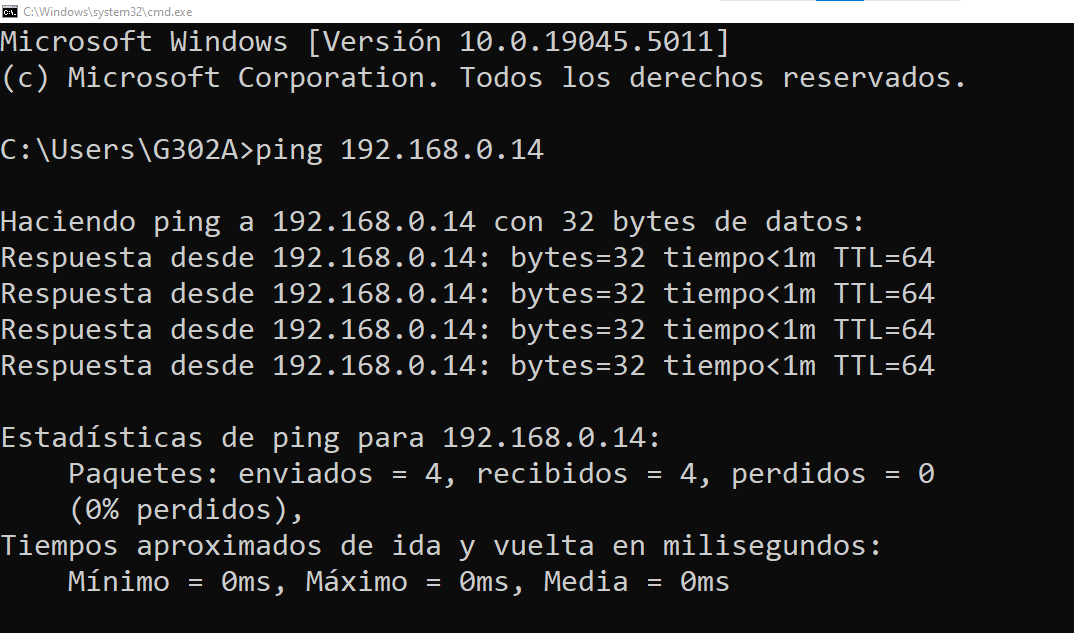 C:\Windows\system32\cmd.exe
Microsoft Windows [Versión 10.0.19045.5011]
(c) Microsoft Corporation. Todos los derechos reservados.
C:\Users\G302A>ping 192.168.0.14
Haciendo ping a 192.168.0.14 con 32 bytes de datos:
Respuesta desde 192.168.0.14: bytes=32 tiempo<1m TTL=64
Respuesta desde 192.168.0.14: bytes=32 tiempo<1m TTL=64
Respuesta desde 192.168.0.14: bytes=32 tiempo<1m TTL=64
Respuesta desde 192.168.0.14: bytes=32 tiempo<1m TTL=64
Estadísticas de ping para 192.168.0.14:
    Paquetes: enviados = 4, recibidos = 4, perdidos = 0
    (0% perdidos),
Tiempos aproximados de ida y vuelta en milisegundos:
    Mínimo = 0ms, Máximo = 0ms, Media = 0ms